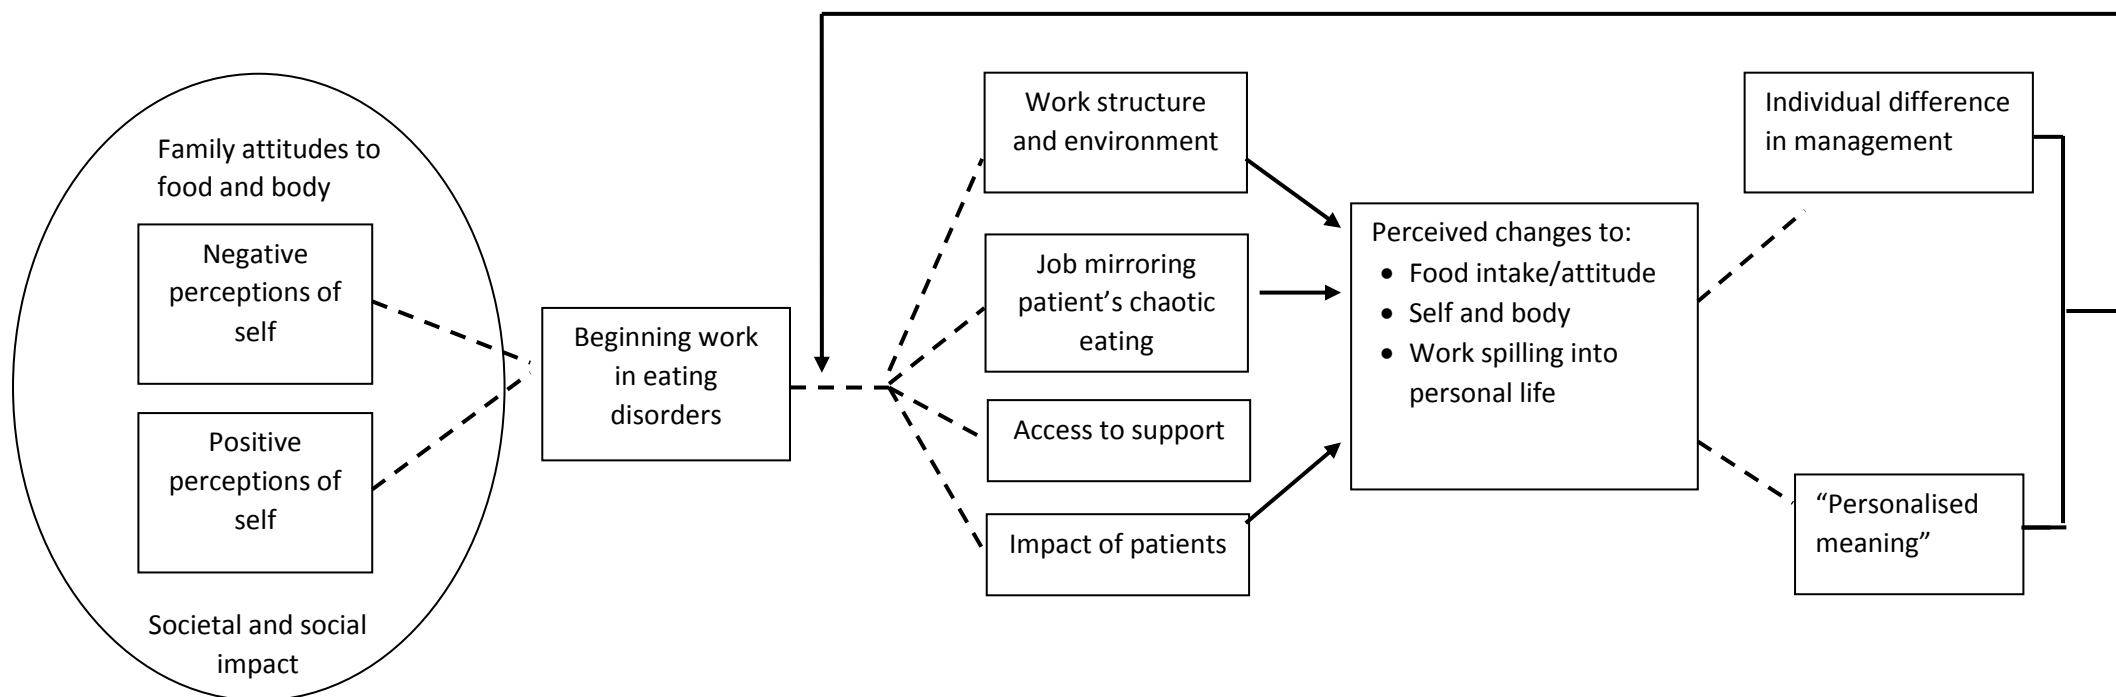 Family attitudes to
food and body
Negative
perceptions of
self
Positive
perceptions of
self
Societal and social
impact
Beginning work
in eating
disorders
Work structure
and environment
Job mirroring
patient’s chaotic
eating
Access to support
Impact of patients
Perceived changes to:
• Food intake/attitude
• Self and body
• Work spilling into
personal life
Individual difference
in management
“Personalised
meaning”